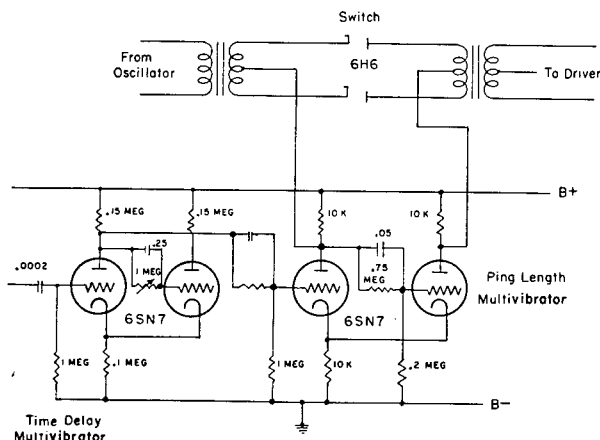 Switch
From
Oscillator
6H6
To Driver
B+
.15 MEG
.15 MEG
10 K
10 K
.25
.05
.0002
1 MEG
.75
MEG
Ping Length
Multivibrator
6SN7
6SN7
1 MEG
.1 MEG
1 MEG
10K
.2 MEG
B-
Time Delay
Multivibrator